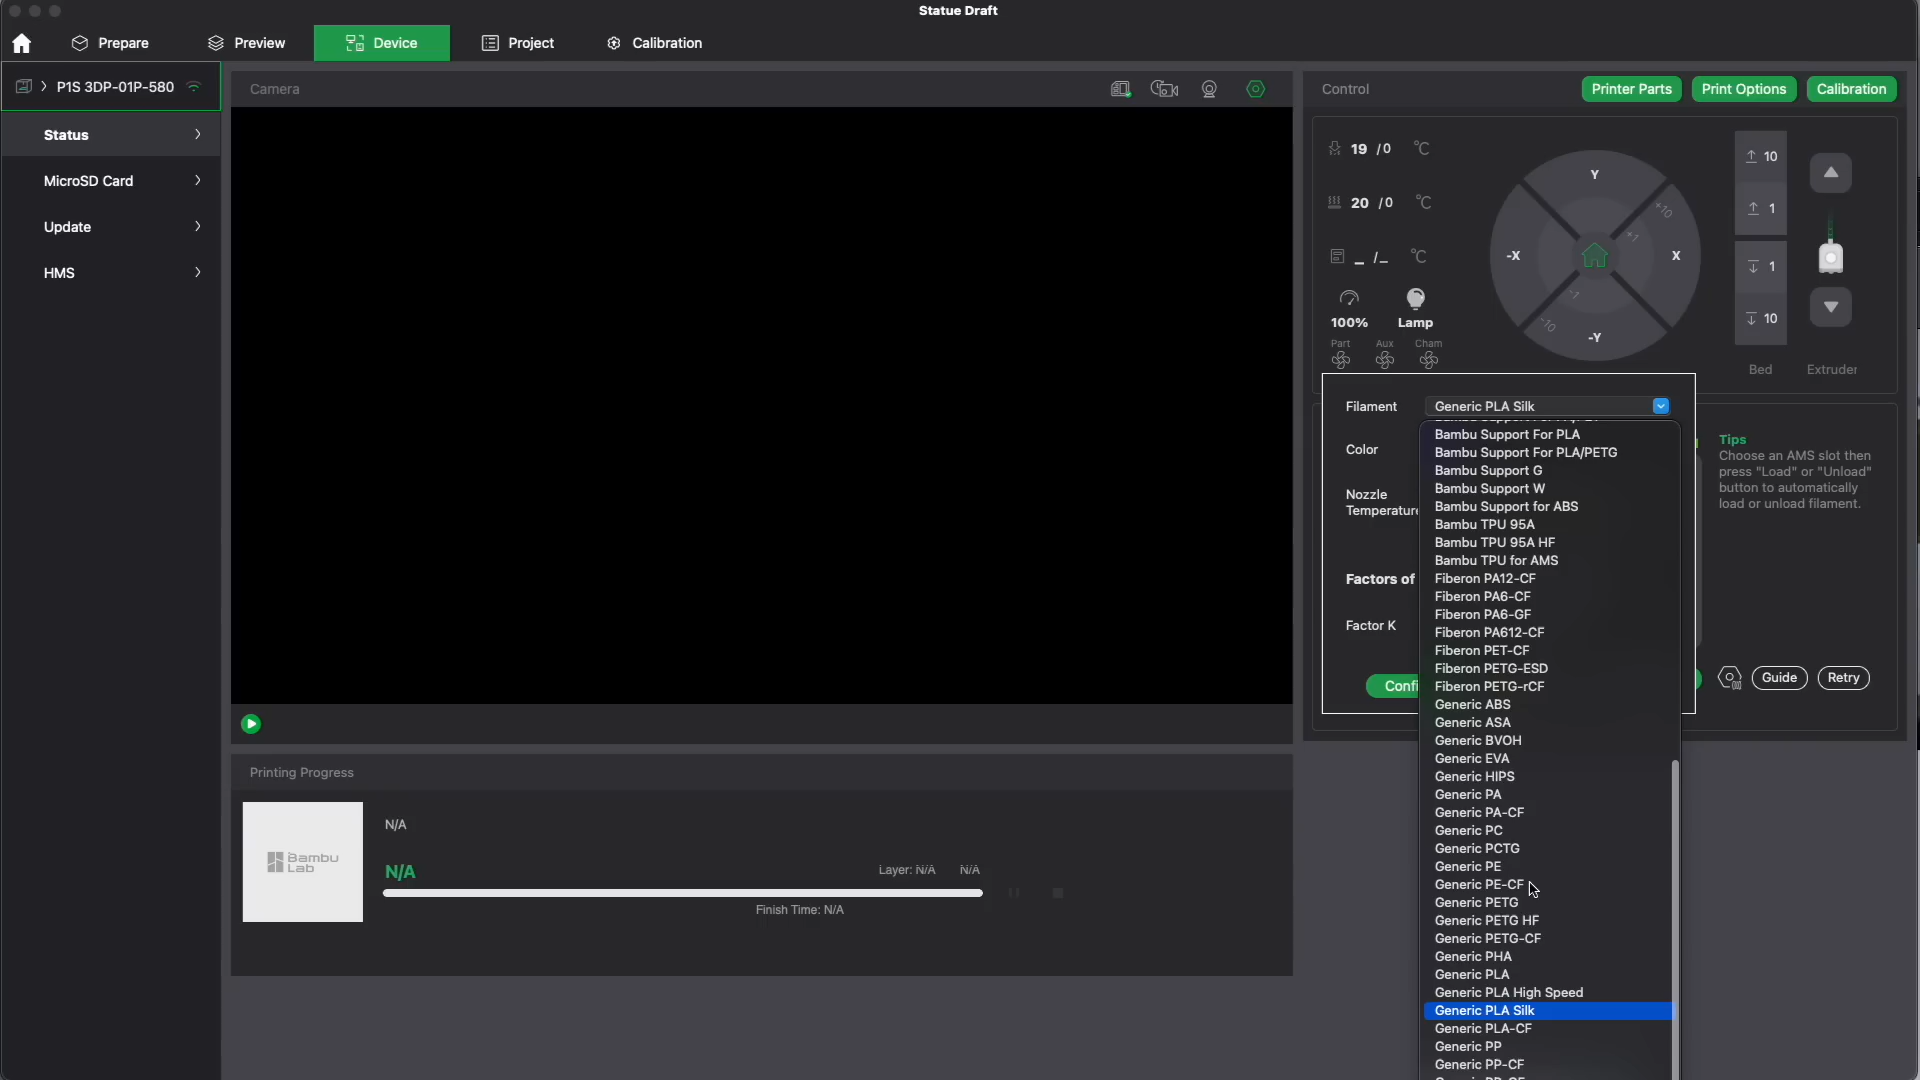 Statue Draft
Prepare
Preview
Device
Project
Calibration
P1S 3DP-01P-580
Status
MicroSD Card
Update
HMS
Camera
Control
Printer Parts
Print Options
Calibration
19 /0 °C
20 /0 °C
_ /_ °C
100%
Lamp
Part
Aux
Cham
Y
-X
X
-Y
+10
+1
-1
-10
10
1
1
10
Bed
Extruder
Filament
Generic PLA Silk
Color
Nozzle
Temperature
Factors of
Factor K
Confi
Bambu Support For PLA
Bambu Support For PLA/PETG
Bambu Support G
Bambu Support W
Bambu Support for ABS
Bambu TPU 95A
Bambu TPU 95A HF
Bambu TPU for AMS
Fiberon PA12-CF
Fiberon PA6-CF
Fiberon PA6-GF
Fiberon PA612-CF
Fiberon PET-CF
Fiberon PETG-ESD
Fiberon PETG-rCF
Generic ABS
Generic ASA
Generic BVOH
Generic EVA
Generic HIPS
Generic PA
Generic PA-CF
Generic PC
Generic PCTG
Generic PE
Generic PE-CF
Generic PETG
Generic PETG HF
Generic PETG-CF
Generic PHA
Generic PLA
Generic PLA High Speed
Generic PLA Silk
Generic PLA-CF
Generic PP
Generic PP-CF
Tips
Choose an AMS slot then
press "Load" or "Unload"
button to automatically
load or unload filament.
Guide
Retry
Printing Progress
Bambu
Lab
N/A
N/A
Layer: N/A
N/A
Finish Time: N/A